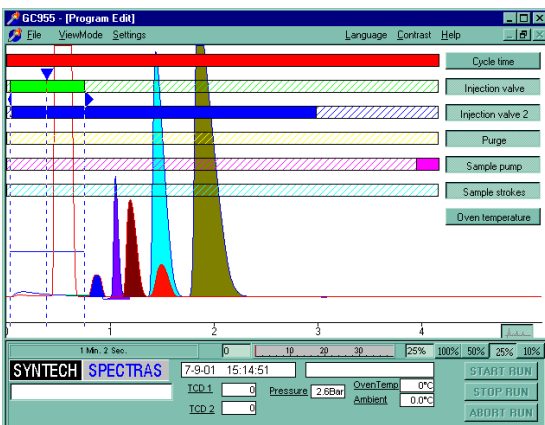 GC955 - [Program Edit]
File ViewMode Settings Language Contrast Help
Cycle time
Injection valve
Injection valve 2
Purge
Sample pump
Sample strokes
Oven temperature
0 1 2 3 4
1 Min. 2 Sec. 0 10 20 30 25% 100% 50% 25% 10%
SYNTECH SPECTRAS 7-9-01 15:14:51 START RUN
TCD 1 0 Pressure 2.6Bar OvenTemp 0°C STOP RUN
Ambient 0.0°C
TCD 2 0 ABORT RUN